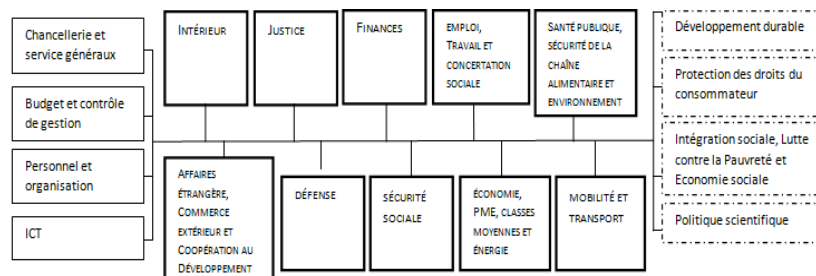 Chancellerie et
service généraux
Budget et contrôle
de gestion
Personnel et
organisation
ICT
INTÉRIEUR
JUSTICE
FINANCES
EMPLOI,
TRAVAIL ET
CONCERTATION
SOCIALE
SANTÉ PUBLIQUE,
SÉCURITÉ DE LA
CHAÎNE
ALIMENTAIRE ET
ENVIRONNEMENT
AFFAIRES
ÉTRANGÈRE,
COMMERCE
EXTÉRIEUR ET
COOPÉRATION AU
DÉVELOPPEMENT
DÉFENSE
SÉCURITÉ
SOCIALE
ÉCONOMIE,
PME, CLASSES
MOYENNES ET
ÉNERGIE
MOBILITÉ ET
TRANSPORT
Développement durable
Protection des droits du
consommateur
Intégration sociale, Lutte
contre la Pauvreté et
Economie sociale
Politique scientifique